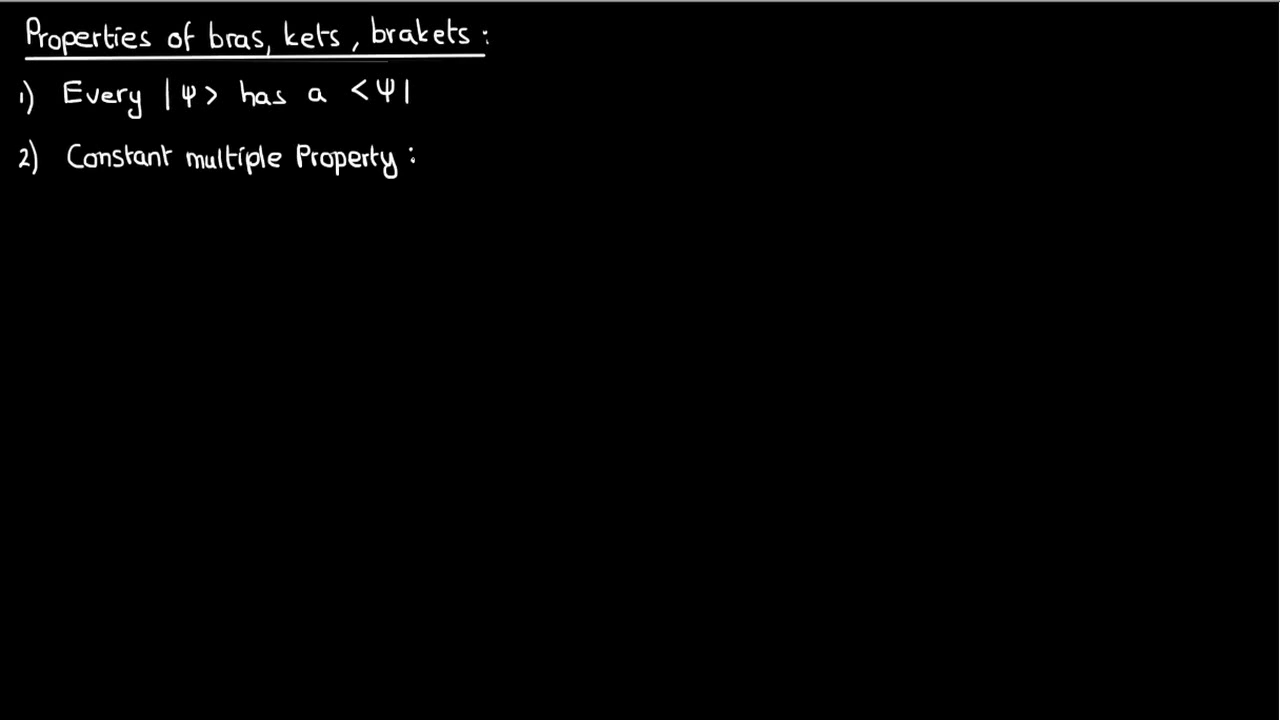 Properties of bras, kets, brakets:
1) Every |Ψ> has a <Ψ|
2) Constant multiple Property: